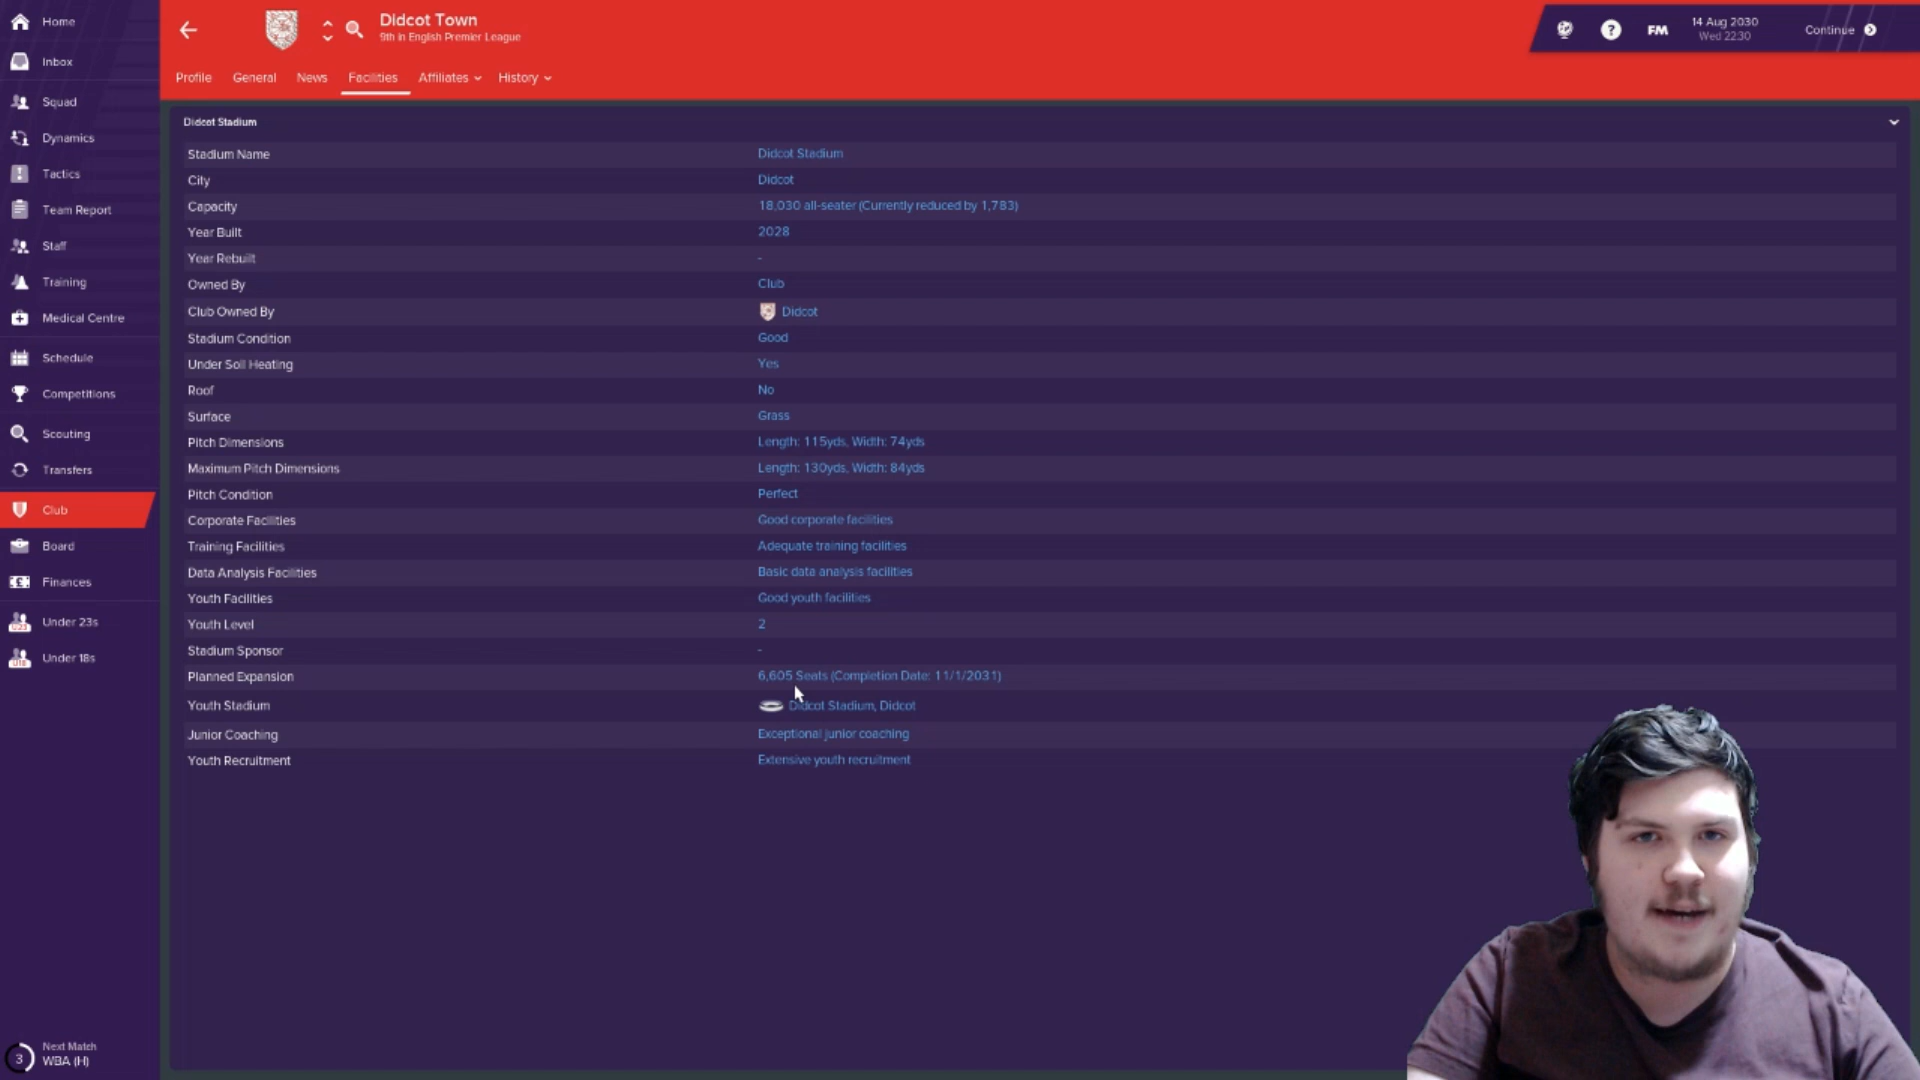 Home
Inbox
Squad
Dynamics
Tactics
Team Report
Staff
Training
Medical Centre
Schedule
Competitions
Scouting
Transfers
Club
Board
Finances
Under 23s
Under 18s
3
Next Match
WBA (H)
Didcot Town
9th in English Premier League
?
FM
14 Aug 2030
Wed 22:30
Continue
Profile General News Facilities Affiliates History
Didcot Stadium
Stadium Name Didcot Stadium
City Didcot
Capacity 18,030 all-seater (Currently reduced by 1,783)
Year Built 2028
Year Rebuilt -
Owned By Club
Club Owned By Didcot
Stadium Condition Good
Under Soil Heating Yes
Roof No
Surface Grass
Pitch Dimensions Length: 115yds, Width: 74yds
Maximum Pitch Dimensions Length: 130yds, Width: 84yds
Pitch Condition Perfect
Corporate Facilities Good corporate facilities
Training Facilities Adequate training facilities
Data Analysis Facilities Basic data analysis facilities
Youth Facilities Good youth facilities
Youth Level 2
Stadium Sponsor -
Planned Expansion 6,605 Seats (Completion Date: 11/1/2031)
Youth Stadium Didcot Stadium, Didcot
Junior Coaching Exceptional junior coaching
Youth Recruitment Extensive youth recruitment